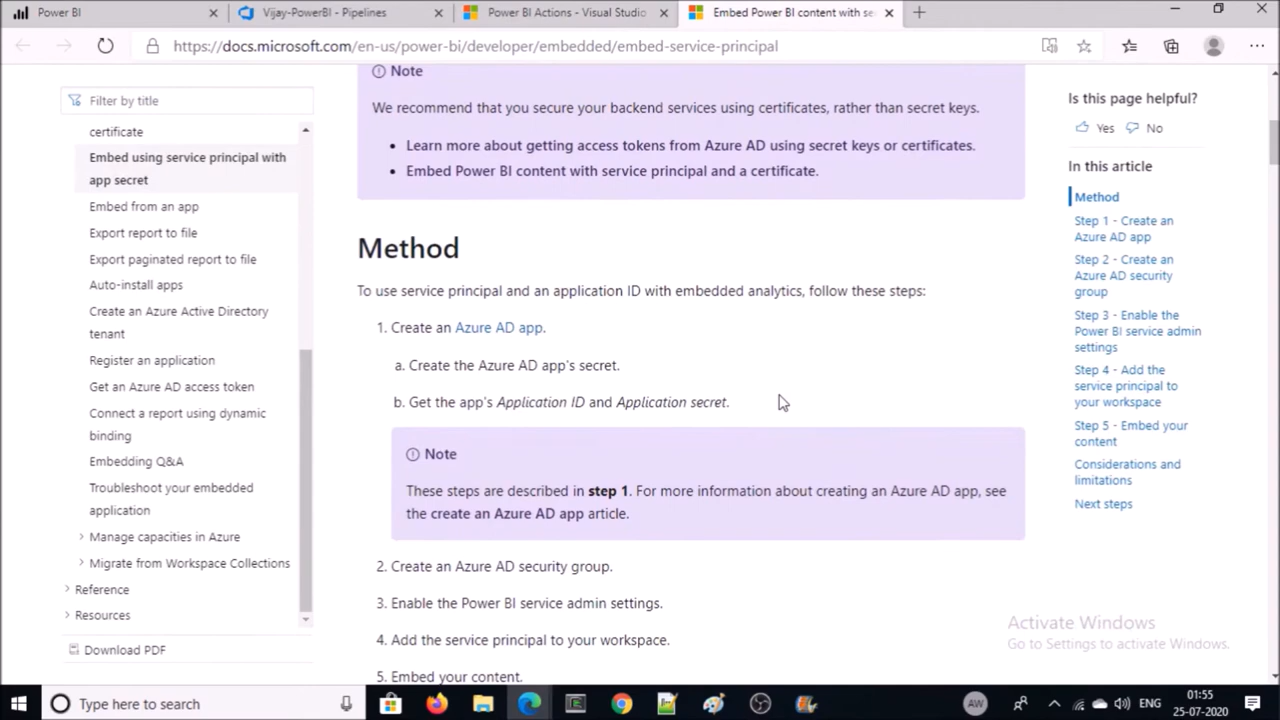 Power BI
Vijay-PowerBI - Pipelines
Power BI Actions - Visual Studio
Embed Power BI content with se
https://docs.microsoft.com/en-us/power-bi/developer/embedded/embed-service-principal
Filter by title
certificate
Embed using service principal with
app secret
Embed from an app
Export report to file
Export paginated report to file
Auto-install apps
Create an Azure Active Directory
tenant
Register an application
Get an Azure AD access token
Connect a report using dynamic
binding
Embedding Q&A
Troubleshoot your embedded
application
Manage capacities in Azure
Migrate from Workspace Collections
Reference
Resources
Download PDF
Note
We recommend that you secure your backend services using certificates, rather than secret keys.
• Learn more about getting access tokens from Azure AD using secret keys or certificates.
• Embed Power BI content with service principal and a certificate.
Method
To use service principal and an application ID with embedded analytics, follow these steps:
1. Create an Azure AD app.
a. Create the Azure AD app's secret.
b. Get the app's Application ID and Application secret.
Note
These steps are described in step 1. For more information about creating an Azure AD app, see
the create an Azure AD app article.
2. Create an Azure AD security group.
3. Enable the Power BI service admin settings.
4. Add the service principal to your workspace.
5. Embed your content.
Is this page helpful?
Yes No
In this article
Method
Step 1 - Create an
Azure AD app
Step 2 - Create an
Azure AD security
group
Step 3 - Enable the
Power BI service admin
settings
Step 4 - Add the
service principal to
your workspace
Step 5 - Embed your
content
Considerations and
limitations
Next steps
Activate Windows
Go to Settings to activate Windows.
Type here to search
AW
ENG
01:55
25-07-2020